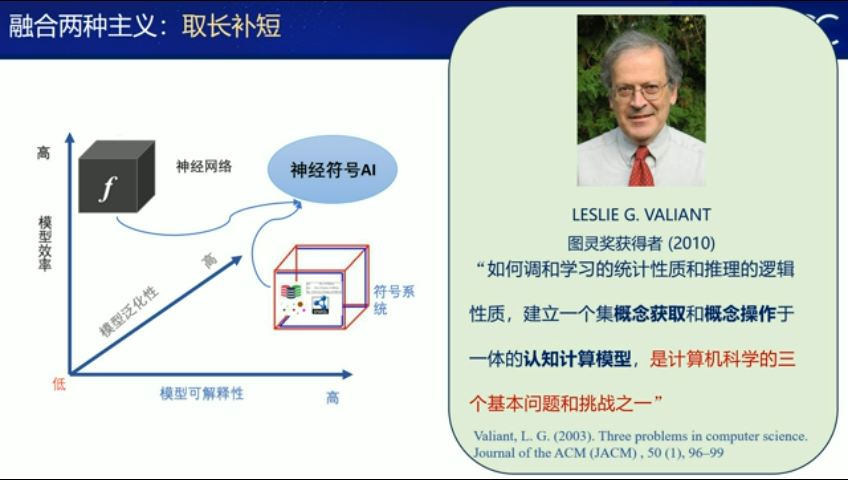 融合两种主义：取长补短
高
神经网络
神经符号AI
f
模型效率
高
模型泛化性
符号系
统
低
模型可解释性
高
LESLIE G. VALIANT
图灵奖获得者 (2010)
“如何调和学习的统计性质和推理的逻辑
性质，建立一个集概念获取和概念操作于
一体的认知计算模型，是计算机科学的三
个基本问题和挑战之一”
Valiant, L. G. (2003). Three problems in computer science.
Journal of the ACM (JACM) , 50 (1), 96–99